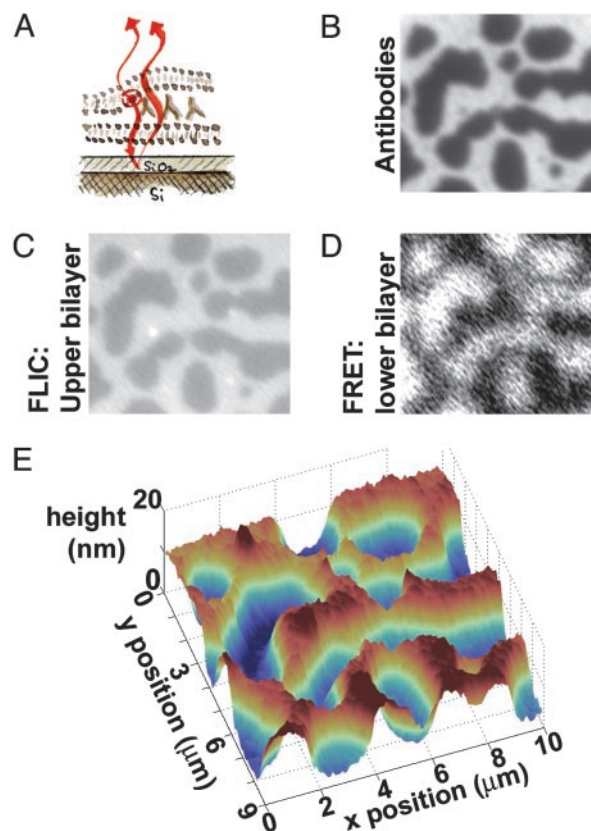 A
SiO₂
Si
B
Antibodies
C
FLIC:
Upper bilayer
D
FRET:
lower bilayer
E
height
(nm)
20
0
0
3
6
9
y position (μm)
0
2
4
6
8
10
x position (μm)